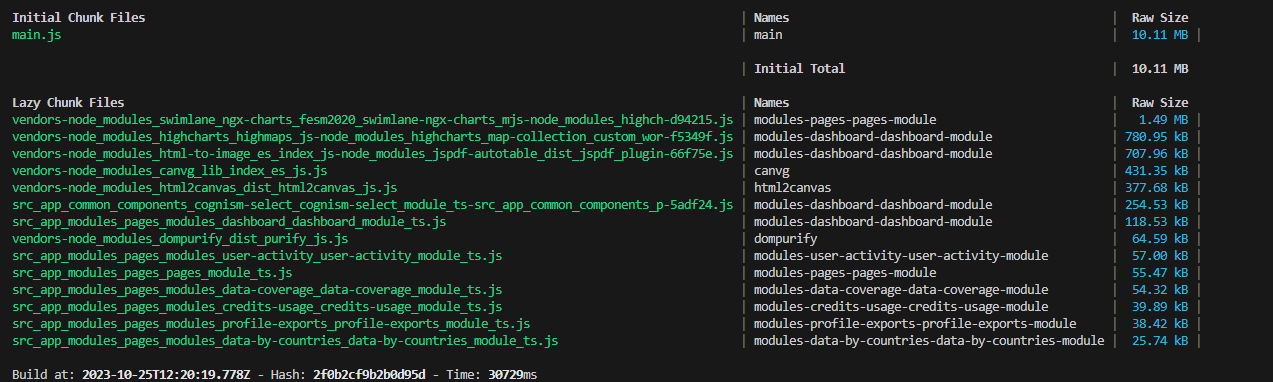 Initial Chunk Files | Names | Raw Size
main.js | main | 10.11 MB |
| Initial Total | 10.11 MB
Lazy Chunk Files | Names | Raw Size
vendors-node_modules_swimlane_ngx-charts_fesm2020_swimlane-ngx-charts_mjs-node_modules_highch-d94215.js | modules-pages-pages-module | 1.49 MB |
vendors-node_modules_highcharts_highmaps_js-node_modules_highcharts_map-collection_custom_wor-f5349f.js | modules-dashboard-dashboard-module | 780.95 kB |
vendors-node_modules_html-to-image_es_index_js-node_modules_jspdf-autotable_dist_jspdf_plugin-66f75e.js | modules-dashboard-dashboard-module | 707.96 kB |
vendors-node_modules_canvg_lib_index_es_js.js | canvg | 431.35 kB |
vendors-node_modules_html2canvas_dist_html2canvas_js.js | html2canvas | 377.68 kB |
src_app_common_components_cognism-select_cognism-select_module_ts-src_app_common_components_p-5adf24.js | modules-dashboard-dashboard-module | 254.53 kB |
src_app_modules_pages_modules_dashboard_dashboard_module_ts.js | modules-dashboard-dashboard-module | 118.53 kB |
vendors-node_modules_dompurify_dist_purify_js.js | dompurify | 64.59 kB |
src_app_modules_pages_modules_user-activity_user-activity_module_ts.js | modules-user-activity-user-activity-module | 57.00 kB |
src_app_modules_pages_pages_module_ts.js | modules-pages-pages-module | 55.47 kB |
src_app_modules_pages_modules_data-coverage_data-coverage_module_ts.js | modules-data-coverage-data-coverage-module | 54.32 kB |
src_app_modules_pages_modules_credits-usage_credits-usage_module_ts.js | modules-credits-usage-credits-usage-module | 39.89 kB |
src_app_modules_pages_modules_profile-exports_profile-exports_module_ts.js | modules-profile-exports-profile-exports-module | 38.42 kB |
src_app_modules_pages_modules_data-by-countries_data-by-countries_module_ts.js | modules-data-by-countries-data-by-countries-module | 25.74 kB |
Build at: 2023-10-25T12:20:19.778Z - Hash: 2f0b2cf9b2b0d95d - Time: 30729ms